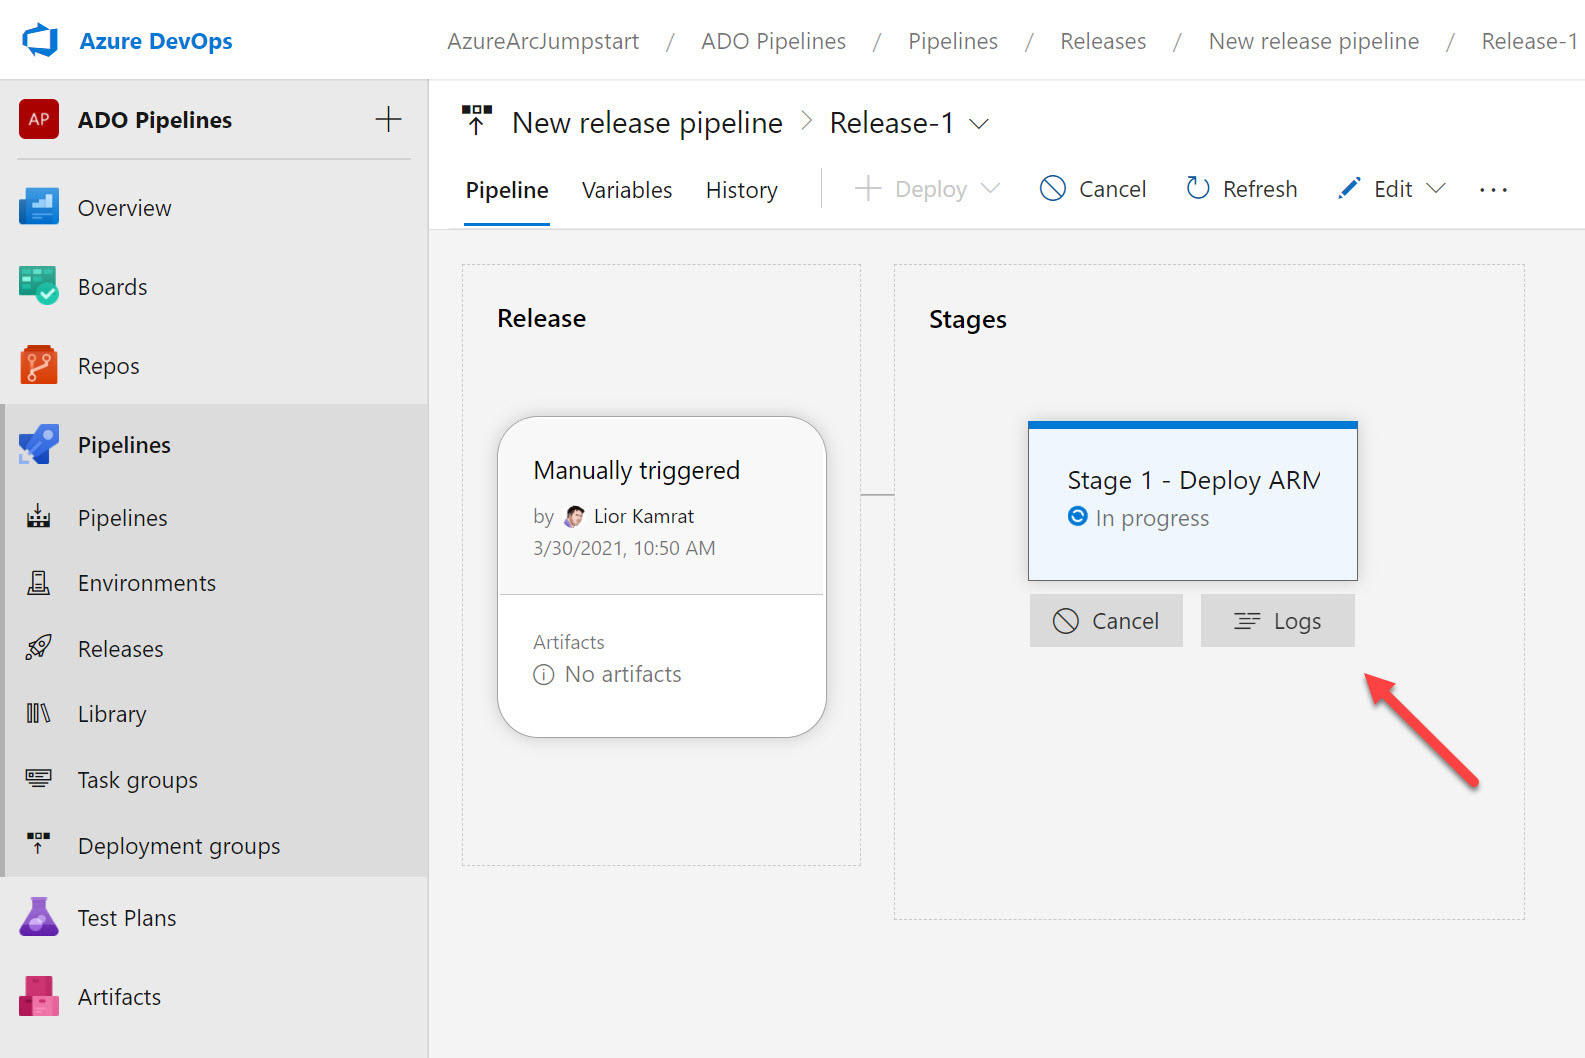 Azure DevOps
AzureArcJumpstart / ADO Pipelines / Pipelines / Releases / New release pipeline / Release-1
AP ADO Pipelines
Overview
Boards
Repos
Pipelines
Pipelines
Environments
Releases
Library
Task groups
Deployment groups
Test Plans
Artifacts
New release pipeline > Release-1
Pipeline Variables History Deploy Cancel Refresh Edit ...
Release
Manually triggered
by Lior Kamrat
3/30/2021, 10:50 AM
Artifacts
No artifacts
Stages
Stage 1 - Deploy ARM
In progress
Cancel Logs